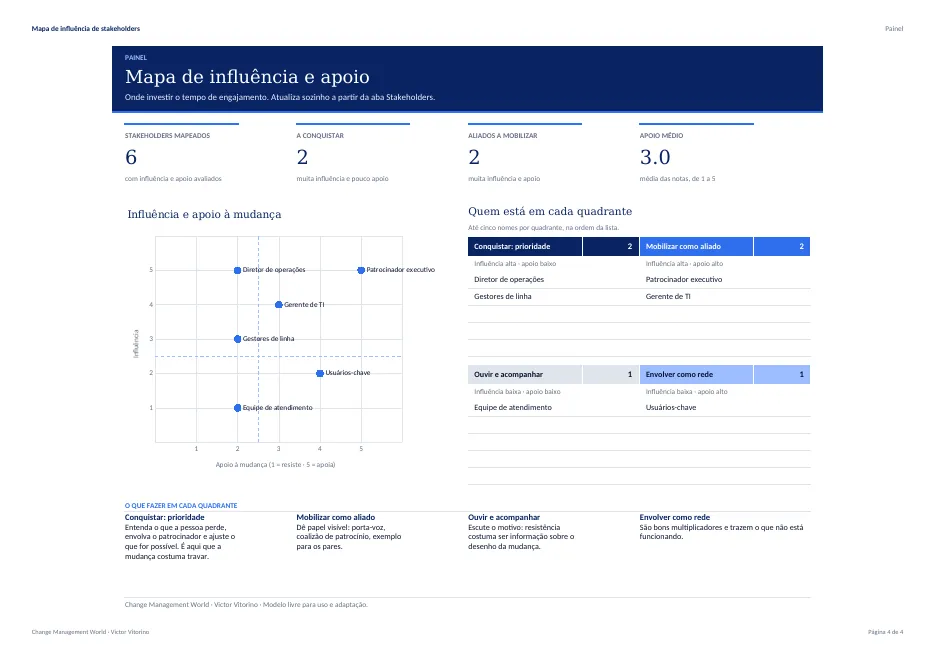 Mapa de influência de stakeholders
Painel
PAINEL
Mapa de influência e apoio
Onde investir o tempo de engajamento. Atualiza sozinho a partir da aba Stakeholders.
STAKEHOLDERS MAPEADOS
6
com influência e apoio avaliados
A CONQUISTAR
2
muita influência e pouco apoio
ALIADOS A MOBILIZAR
2
muita influência e apoio
APOIO MÉDIO
3.0
média das notas, de 1 a 5
Influência e apoio à mudança
Influência
5
4
3
2
1
Diretor de operações
Patrocinador executivo
Gerente de TI
Gestores de linha
Usuários-chave
Equipe de atendimento
1 2 3 4 5
Apoio à mudança (1 = resiste · 5 = apoia)
Quem está em cada quadrante
Até cinco nomes por quadrante, na ordem da lista.
Conquistar: prioridade 2 Mobilizar como aliado 2
Influência alta · apoio baixo Influência alta · apoio alto
Diretor de operações Patrocinador executivo
Gestores de linha Gerente de TI
Ouvir e acompanhar 1 Envolver como rede 1
Influência baixa · apoio baixo Influência baixa · apoio alto
Equipe de atendimento Usuários-chave
O QUE FAZER EM CADA QUADRANTE
Conquistar: prioridade
Entenda o que a pessoa perde,
envolva o patrocinador e ajuste o
que for possível. É aqui que a
mudança costuma travar.
Mobilizar como aliado
Dê papel visível: porta-voz,
coalizão de patrocínio, exemplo
para os pares.
Ouvir e acompanhar
Escute o motivo: resistência
costuma ser informação sobre o
desenho da mudança.
Envolver como rede
São bons multiplicadores e trazem o que não está
funcionando.
Change Management World · Victor Vitorino · Modelo livre para uso e adaptação.
Change Management World · Victor Vitorino
Página 4 de 4